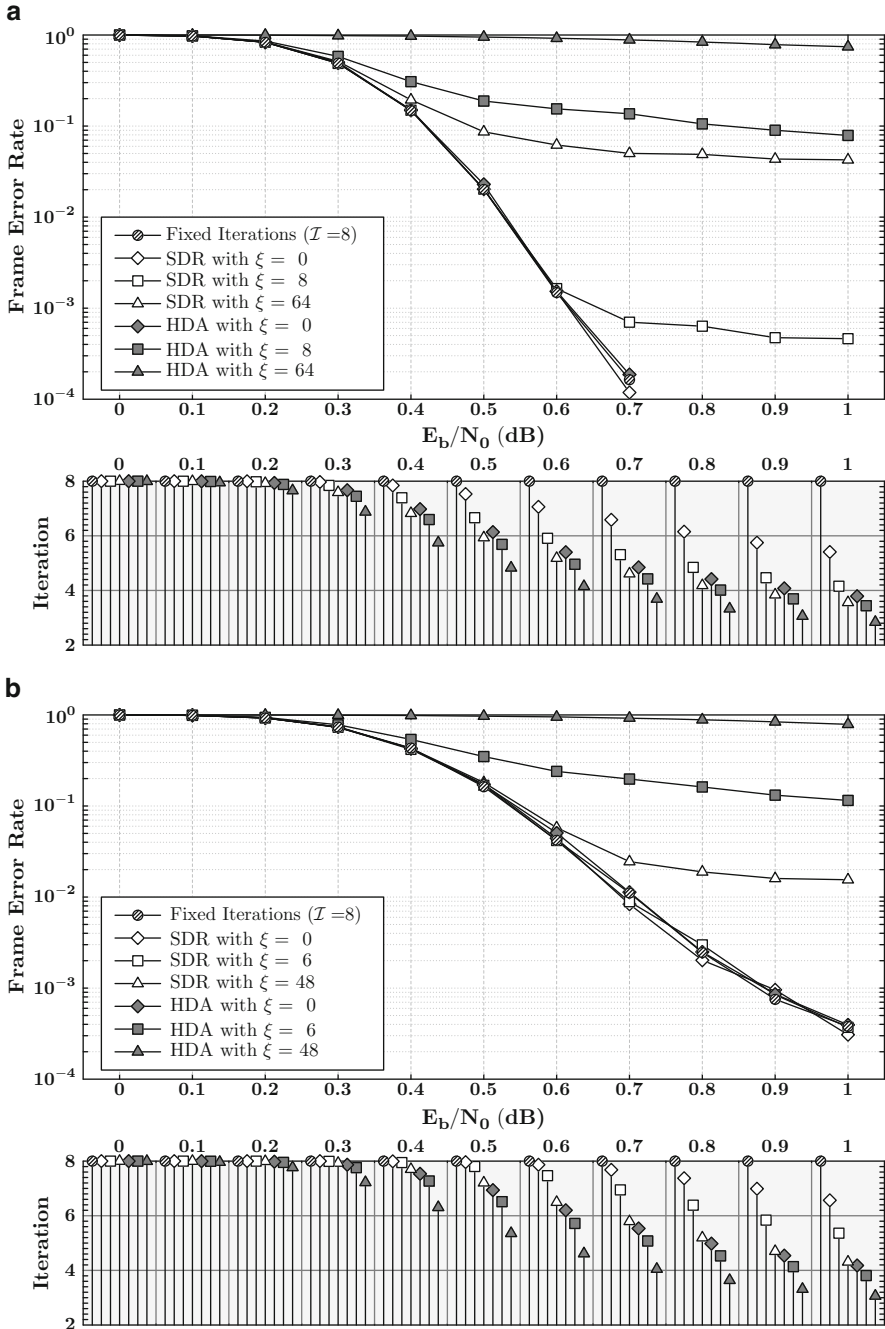 a
10⁰
10⁻¹
10⁻²
10⁻³
10⁻⁴
Frame Error Rate
Fixed Iterations (ℐ =8)
SDR with ξ = 0
SDR with ξ = 8
SDR with ξ = 64
HDA with ξ = 0
HDA with ξ = 8
HDA with ξ = 64
0 0.1 0.2 0.3 0.4 0.5 0.6 0.7 0.8 0.9 1
E_b/N_0 (dB)
0 0.1 0.2 0.3 0.4 0.5 0.6 0.7 0.8 0.9 1
8
6
4
2
Iteration
b
10⁰
10⁻¹
10⁻²
10⁻³
10⁻⁴
Frame Error Rate
Fixed Iterations (ℐ =8)
SDR with ξ = 0
SDR with ξ = 6
SDR with ξ = 48
HDA with ξ = 0
HDA with ξ = 6
HDA with ξ = 48
0 0.1 0.2 0.3 0.4 0.5 0.6 0.7 0.8 0.9 1
E_b/N_0 (dB)
0 0.1 0.2 0.3 0.4 0.5 0.6 0.7 0.8 0.9 1
8
6
4
2
Iteration